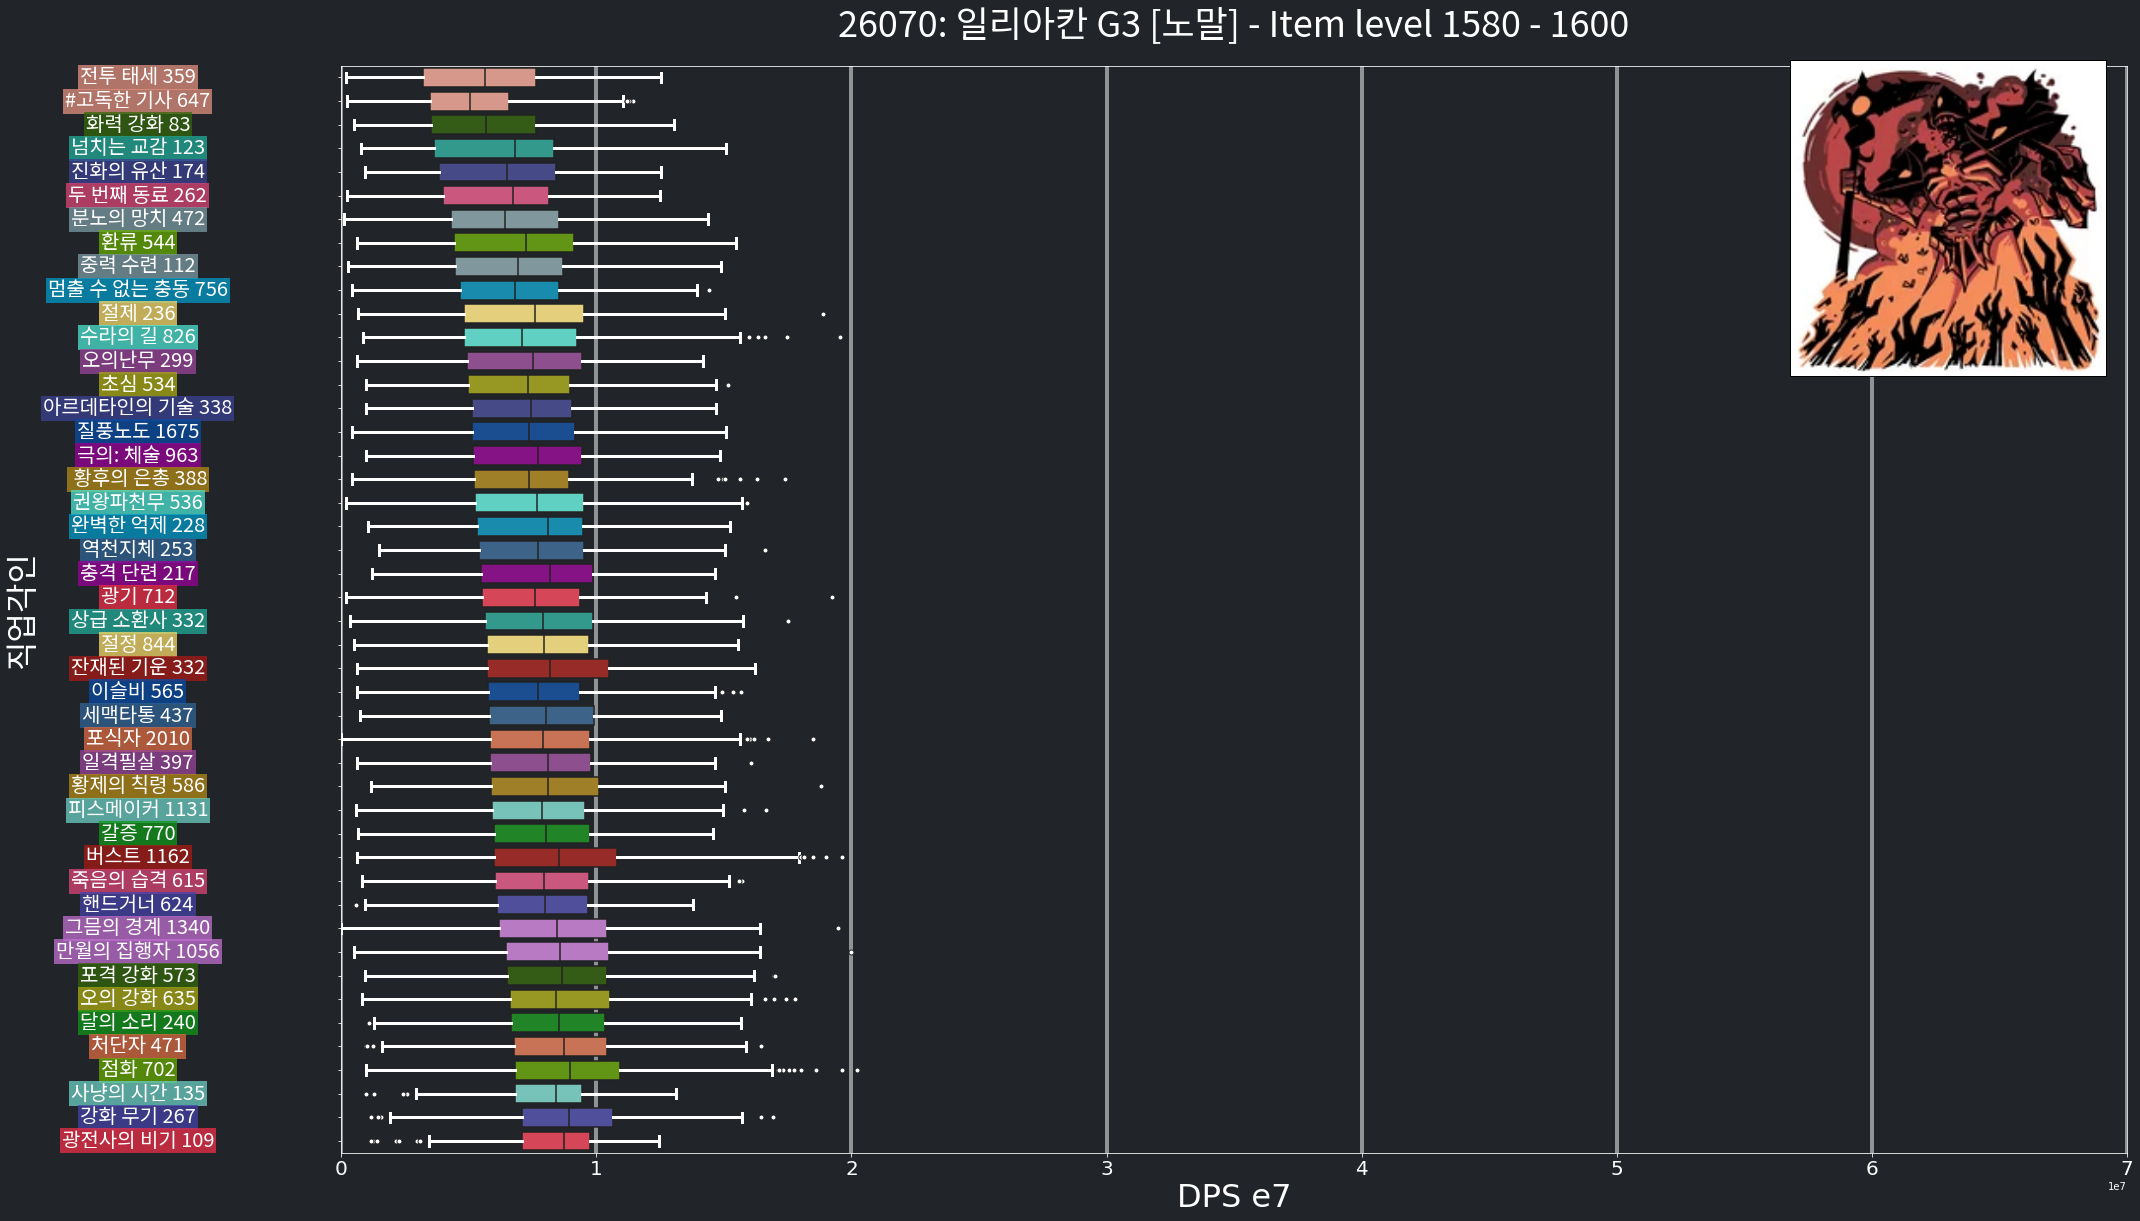 26070: 일리아칸 G3 [노말] - Item level 1580 - 1600
직업각인
전투 태세 359
#고독한 기사 647
화력 강화 83
넘치는 교감 123
진화의 유산 174
두 번째 동료 262
분노의 망치 472
환류 544
중력 수련 112
멈출 수 없는 충동 756
절제 236
수라의 길 826
오의난무 299
초심 534
아르데타인의 기술 338
질풍노도 1675
극의: 체술 963
황후의 은총 388
권왕파천무 536
완벽한 억제 228
역천지체 253
충격 단련 217
광기 712
상급 소환사 332
절정 844
잔재된 기운 332
이슬비 565
세맥타통 437
포식자 2010
일격필살 397
황제의 칙령 586
피스메이커 1131
갈증 770
버스트 1162
죽음의 습격 615
핸드거너 624
그믐의 경계 1340
만월의 집행자 1056
포격 강화 573
오의 강화 635
달의 소리 240
처단자 471
점화 702
사냥의 시간 135
강화 무기 267
광전사의 비기 109
0 1 2 3 4 5 6 7
1e7
DPS e7